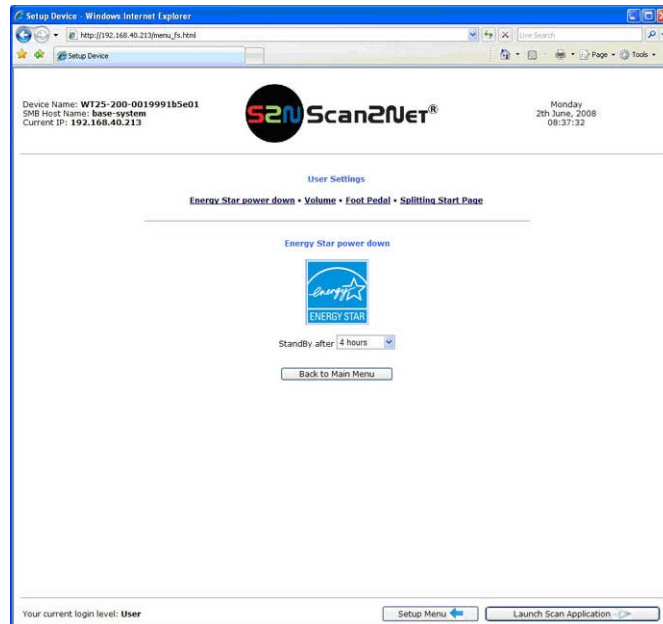 Setup Device - Windows Internet Explorer
http://192.168.40.213/menu_fs.html
Live Search
Setup Device
Page
Tools
Device Name: WT25-200-0019991b5e01
SMB Host Name: base-system
Current IP: 192.168.40.213
S2N Scan2Net®
Monday
2th June, 2008
08:37:32
User Settings
Energy Star power down • Volume • Foot Pedal • Splitting Start Page
Energy Star power down
energy
ENERGY STAR
StandBy after 4 hours
Back to Main Menu
Your current login level: User
Setup Menu
Launch Scan Application